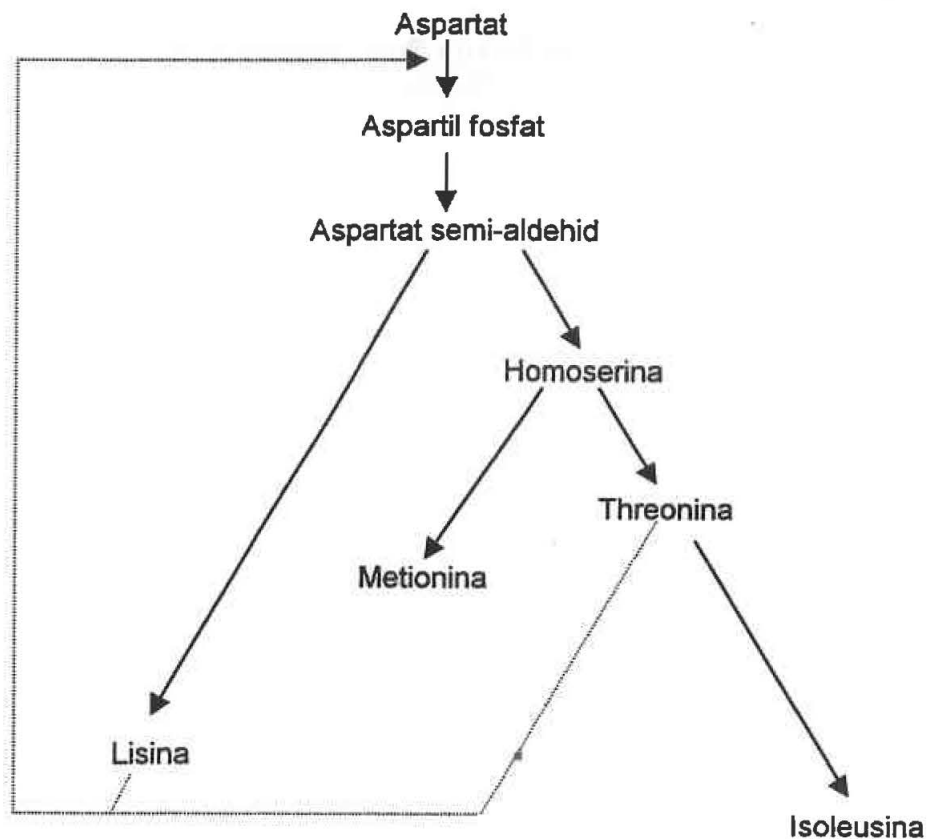 Aspartat
Aspartil fosfat
Aspartat semi-aldehid
Homoserina
Threonina
Metionina
Lisina
Isoleusina